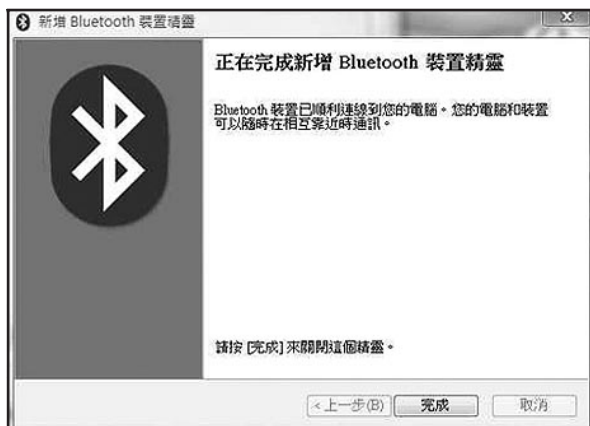 新增 Bluetooth 裝置精靈
正在完成新增 Bluetooth 裝置精靈
Bluetooth 裝置已順利連線到您的電腦。您的電腦和裝置
可以隨時在相互靠近時通訊。
請按 [完成] 來關閉這個精靈。
<上一步(B) 完成 取消